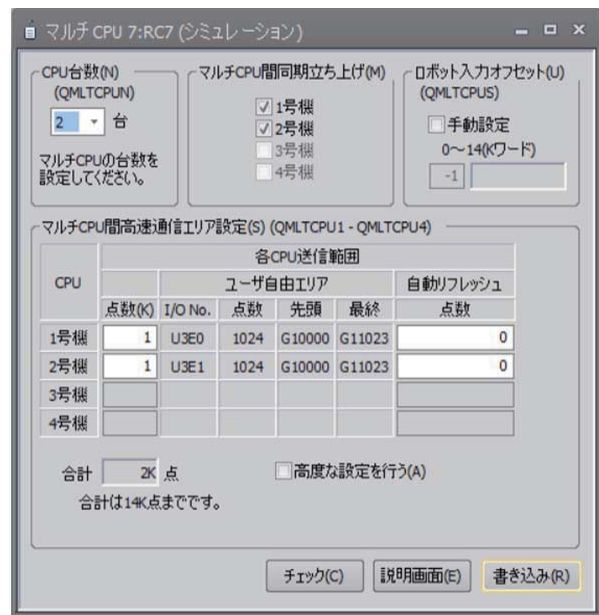 マルチCPU 7:RC7 (シミュレーション)
CPU台数(N)
(QMLTCPUN)
2 台
マルチCPUの台数を
設定してください。
マルチCPU間同期立ち上げ(M)
1号機
2号機
3号機
4号機
ロボット入力オフセット(U)
(QMLTCPUS)
手動設定
0～14(Kワード)
-1
マルチCPU間高速通信エリア設定(S) (QMLTCPU1 - QMLTCPU4)
各CPU送信範囲
CPU ユーザ自由エリア 自動リフレッシュ
点数(K) I/O No. 点数 先頭 最終 点数
1号機 1 U3E0 1024 G10000 G11023 0
2号機 1 U3E1 1024 G10000 G11023 0
3号機
4号機
合計 2K 点 高度な設定を行う(A)
合計は14K点までです。
チェック(C) 説明画面(E) 書き込み(R)